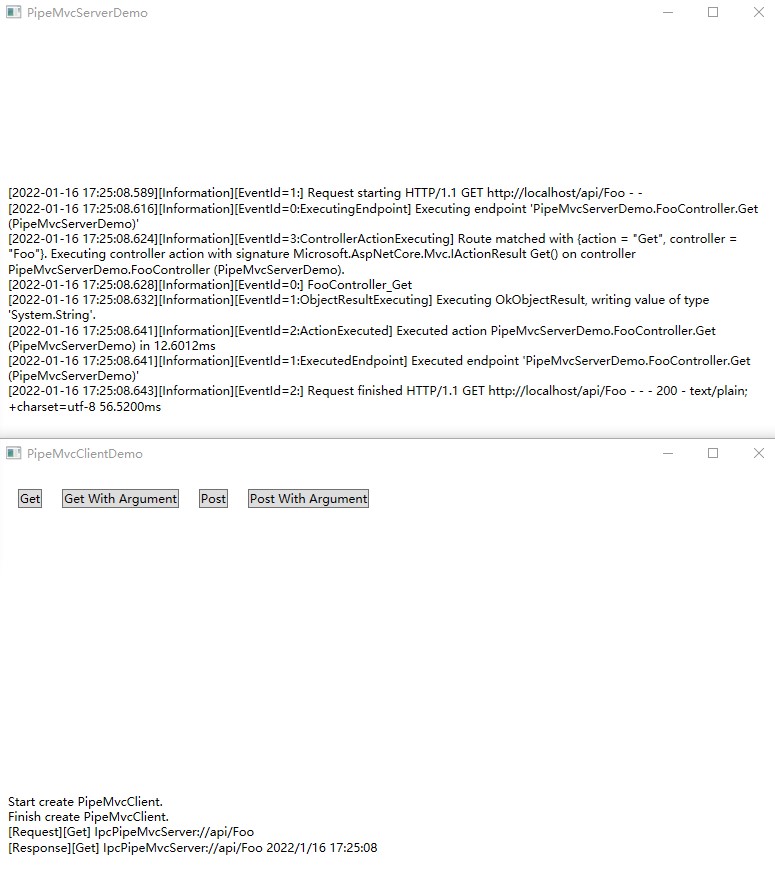 PipeMvcServerDemo
[2022-01-16 17:25:08.589][Information][EventId=1:] Request starting HTTP/1.1 GET http://localhost/api/Foo - -
[2022-01-16 17:25:08.616][Information][EventId=0:ExecutingEndpoint] Executing endpoint 'PipeMvcServerDemo.FooController.Get
(PipeMvcServerDemo)'
[2022-01-16 17:25:08.624][Information][EventId=3:ControllerActionExecuting] Route matched with {action = "Get", controller =
"Foo"}. Executing controller action with signature Microsoft.AspNetCore.Mvc.IActionResult Get() on controller
PipeMvcServerDemo.FooController (PipeMvcServerDemo).
[2022-01-16 17:25:08.628][Information][EventId=0:] FooController_Get
[2022-01-16 17:25:08.632][Information][EventId=1:ObjectResultExecuting] Executing OkObjectResult, writing value of type
'System.String'.
[2022-01-16 17:25:08.641][Information][EventId=2:ActionExecuted] Executed action PipeMvcServerDemo.FooController.Get
(PipeMvcServerDemo) in 12.6012ms
[2022-01-16 17:25:08.641][Information][EventId=1:ExecutedEndpoint] Executed endpoint 'PipeMvcServerDemo.FooController.Get
(PipeMvcServerDemo)'
[2022-01-16 17:25:08.643][Information][EventId=2:] Request finished HTTP/1.1 GET http://localhost/api/Foo - - - 200 - text/plain;
+charset=utf-8 56.5200ms
PipeMvcClientDemo
Get Get With Argument Post Post With Argument
Start create PipeMvcClient.
Finish create PipeMvcClient.
[Request][Get] IpcPipeMvcServer://api/Foo
[Response][Get] IpcPipeMvcServer://api/Foo 2022/1/16 17:25:08